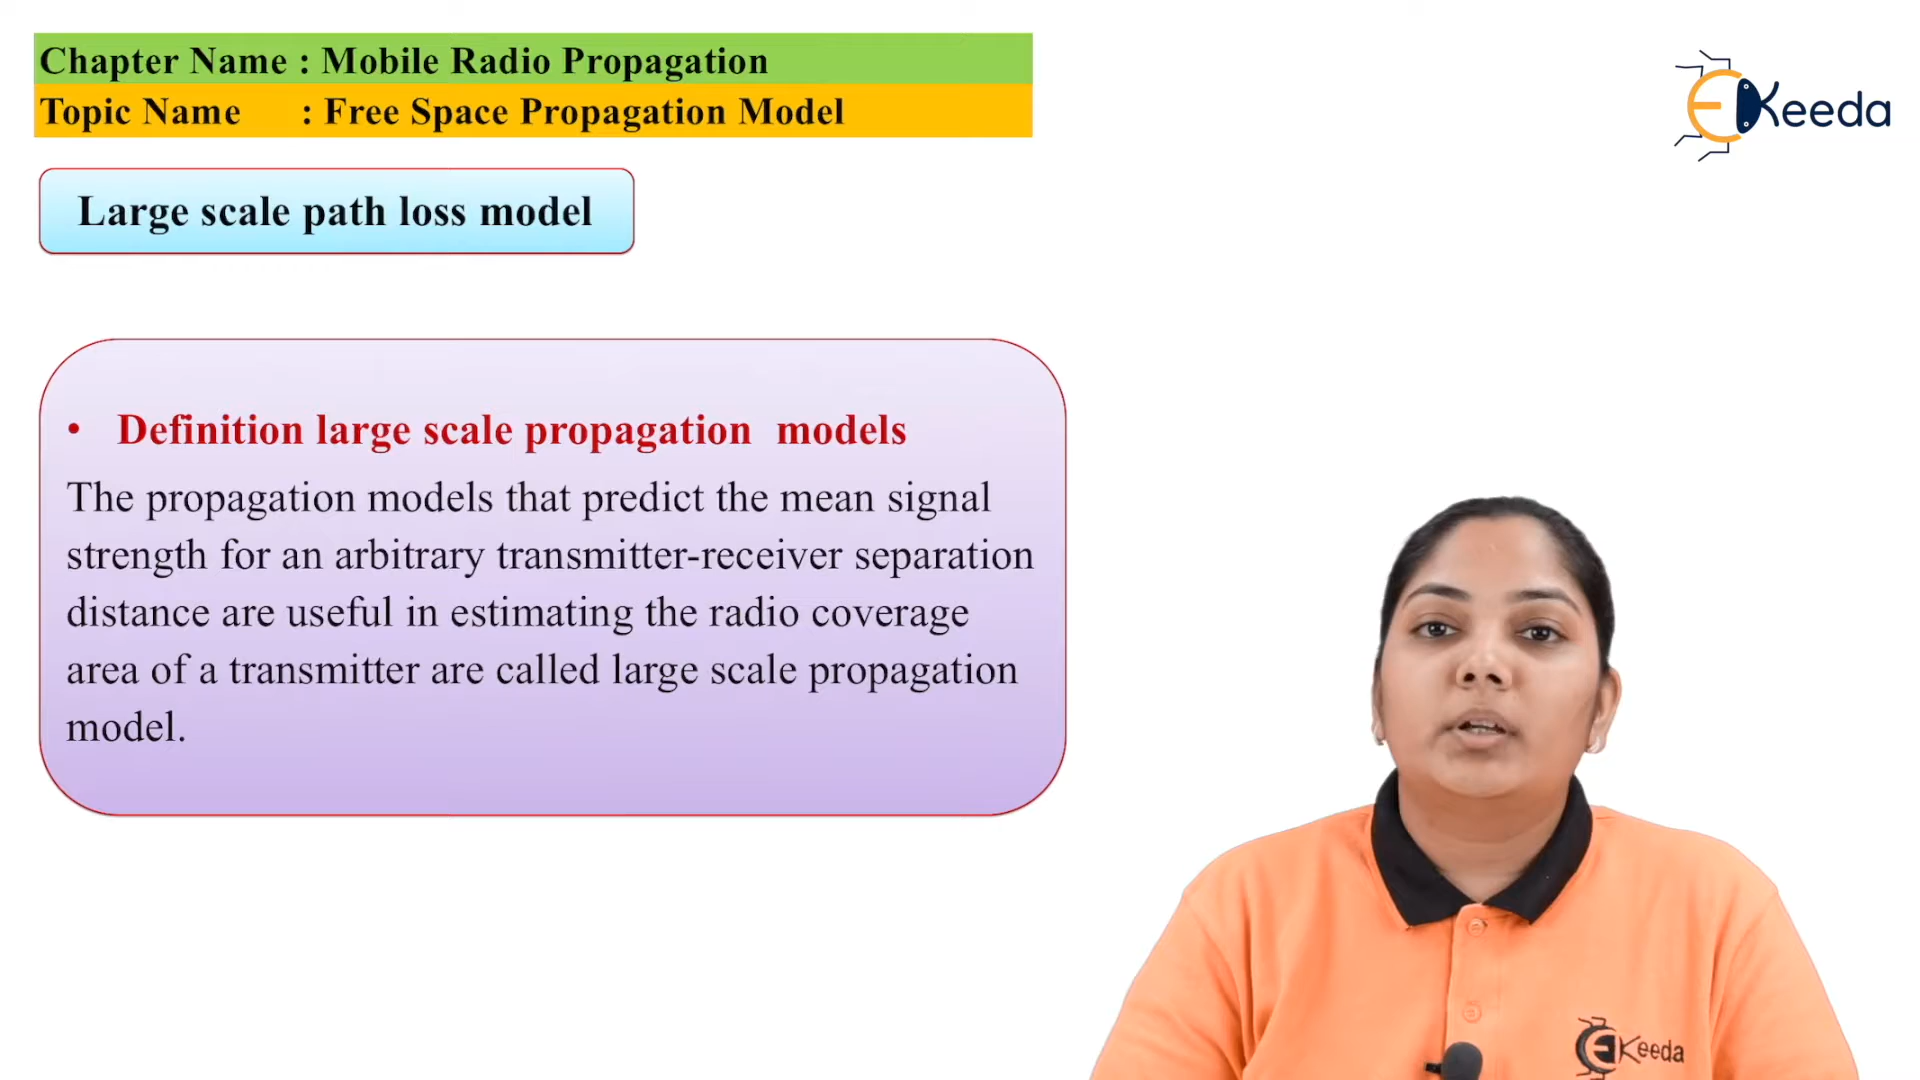 Chapter Name : Mobile Radio Propagation
Topic Name : Free Space Propagation Model
EKeeda
Large scale path loss model
• Definition large scale propagation models
The propagation models that predict the mean signal
strength for an arbitrary transmitter-receiver separation
distance are useful in estimating the radio coverage
area of a transmitter are called large scale propagation
model.
EKeeda